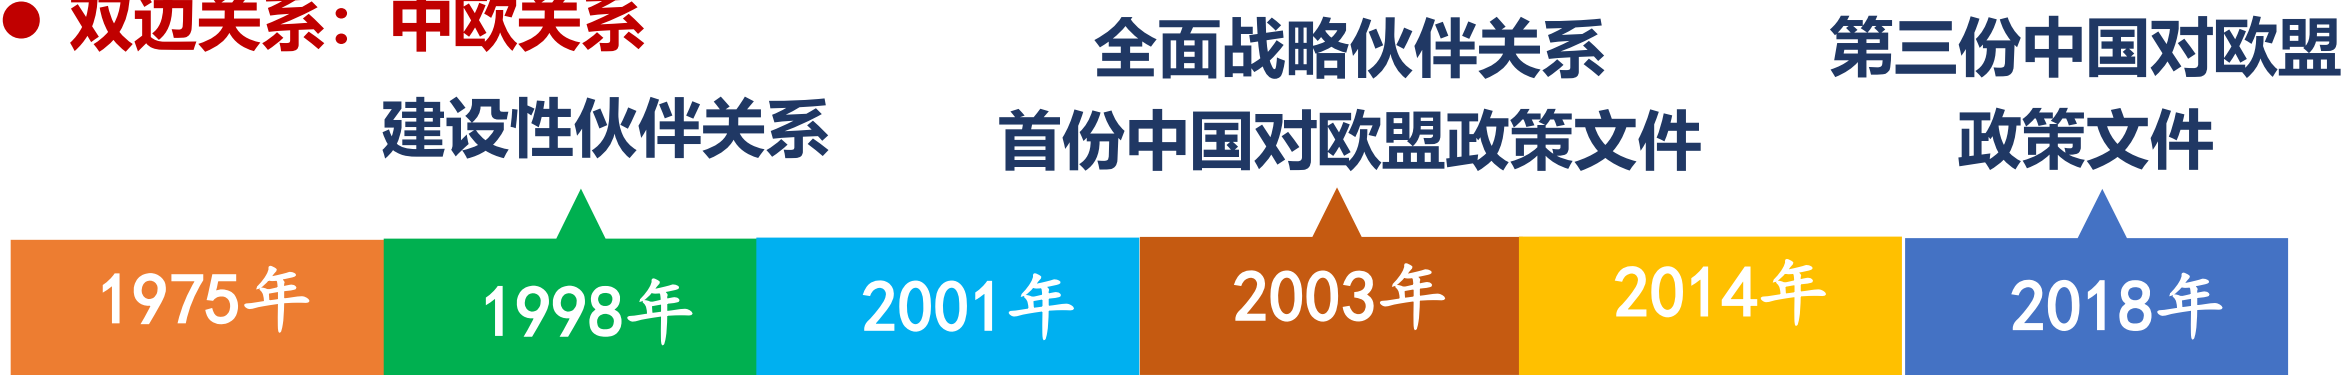 ● 双边关系：中欧关系
建设性伙伴关系
全面战略伙伴关系
首份中国对欧盟政策文件
第三份中国对欧盟
政策文件
1975年
1998年
2001年
2003年
2014年
2018年